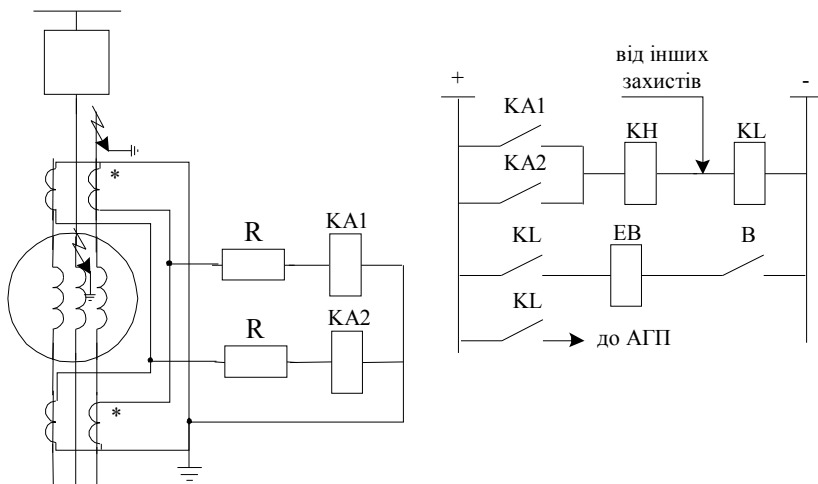 від інших
захистів
+
-
KA1
KH
KL
KA2
*
R
KA1
KL
EB
B
R
KA2
KL
до АГП
*